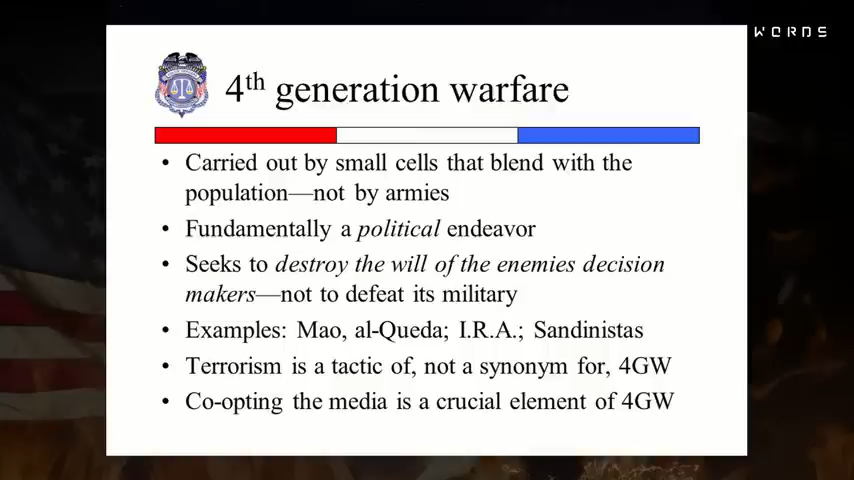 WORDS
4th generation warfare
• Carried out by small cells that blend with the
population—not by armies
• Fundamentally a political endeavor
• Seeks to destroy the will of the enemies decision
makers—not to defeat its military
• Examples: Mao, al-Queda; I.R.A.; Sandinistas
• Terrorism is a tactic of, not a synonym for, 4GW
• Co-opting the media is a crucial element of 4GW